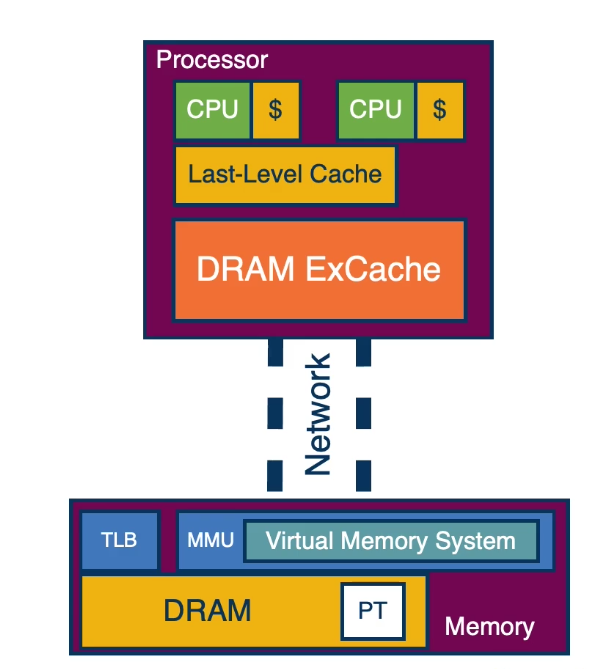 Processor
CPU $ CPU $
Last-Level Cache
DRAM ExCache
Network
TLB MMU Virtual Memory System
DRAM PT
Memory